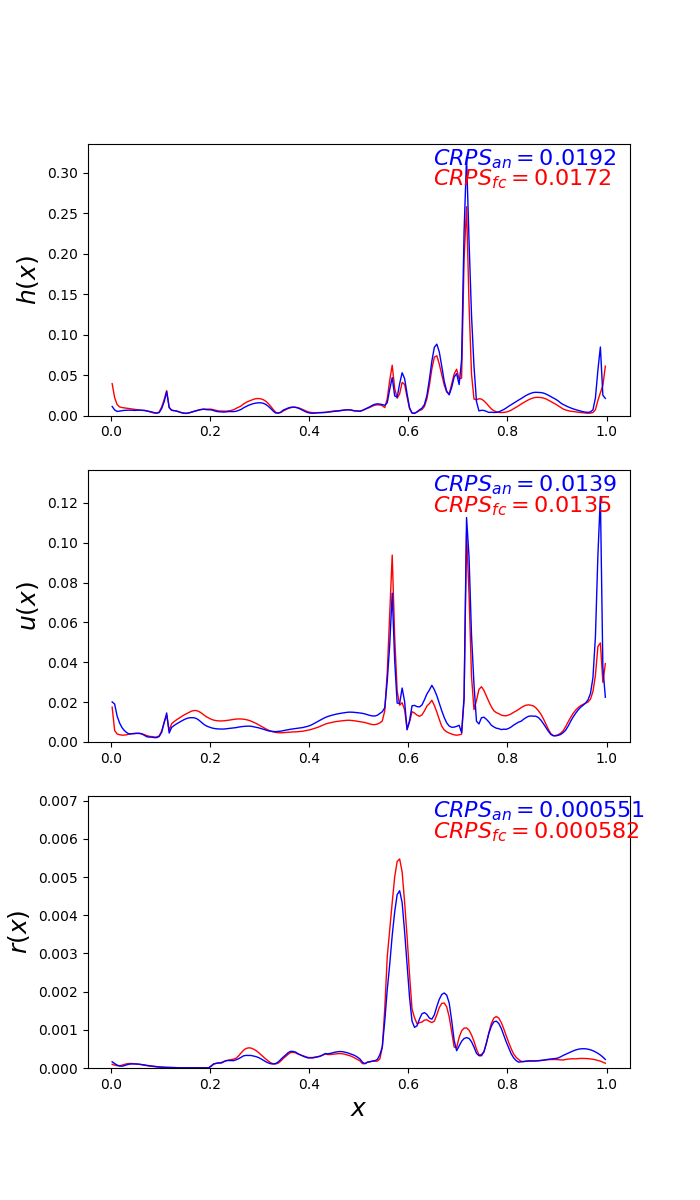 CRPS_an = 0.0192
CRPS_fc = 0.0172
h(x)
0.30
0.25
0.20
0.15
0.10
0.05
0.00
0.0 0.2 0.4 0.6 0.8 1.0
CRPS_an = 0.0139
CRPS_fc = 0.0135
u(x)
0.12
0.10
0.08
0.06
0.04
0.02
0.00
0.0 0.2 0.4 0.6 0.8 1.0
CRPS_an = 0.000551
CRPS_fc = 0.000582
r(x)
0.007
0.006
0.005
0.004
0.003
0.002
0.001
0.000
0.0 0.2 0.4 0.6 0.8 1.0
x